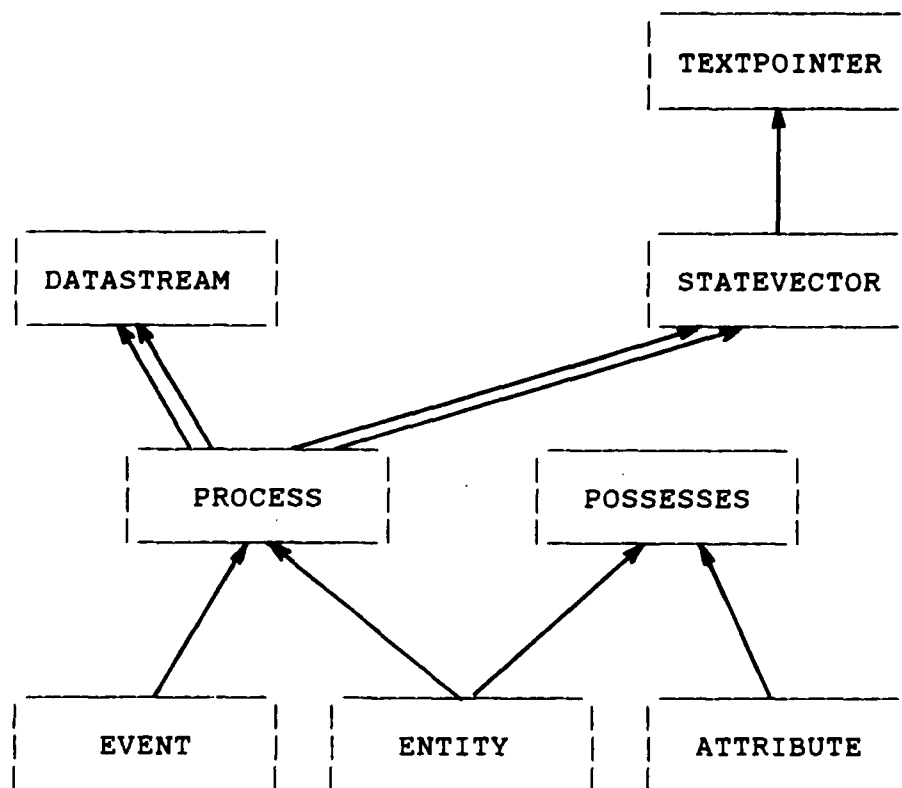 TEXTPOINTER
DATASTREAM
STATEVECTOR
PROCESS
POSSESSES
EVENT
ENTITY
ATTRIBUTE